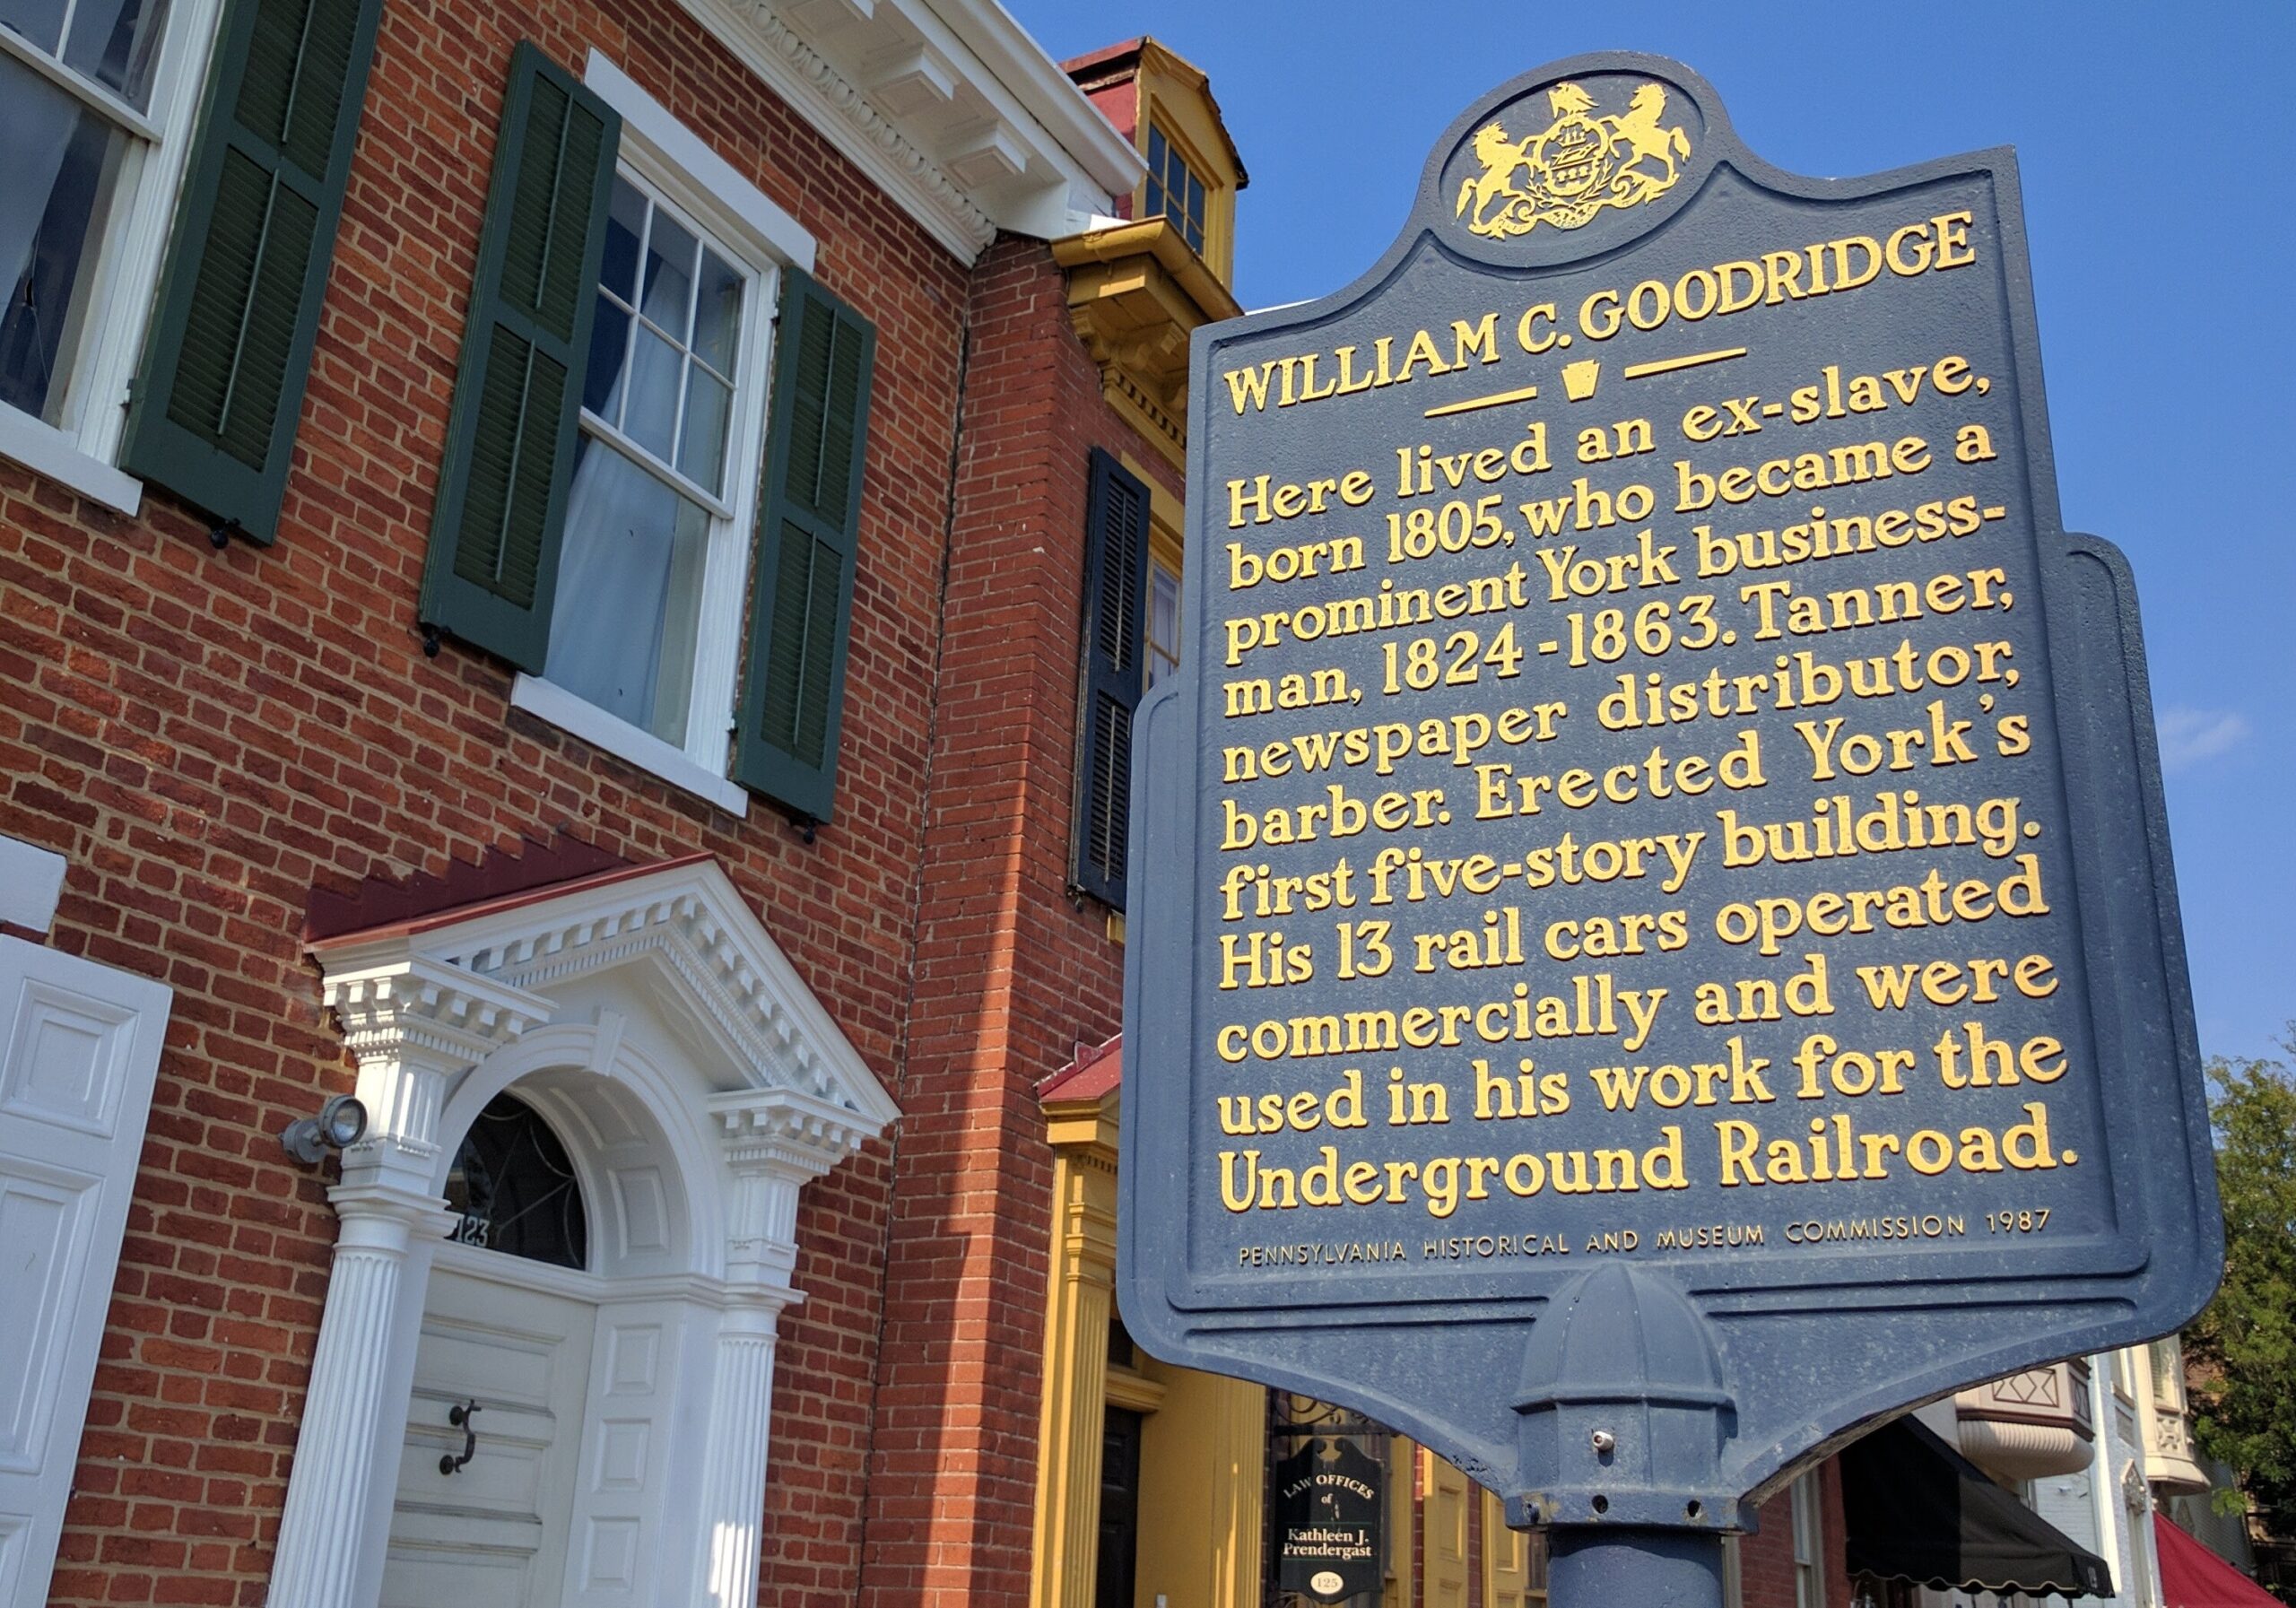 WILLIAM C. GOODRIDGE
Here lived an ex-slave,
born 1805, who became a
prominent York business-
man, 1824-1863. Tanner,
newspaper distributor,
barber. Erected York's
first five-story building.
His 13 rail cars operated
commercially and were
used in his work for the
Underground Railroad.
PENNSYLVANIA HISTORICAL AND MUSEUM COMMISSION 1987
123
LAW OFFICES
of
Kathleen J.
Prendergast
125